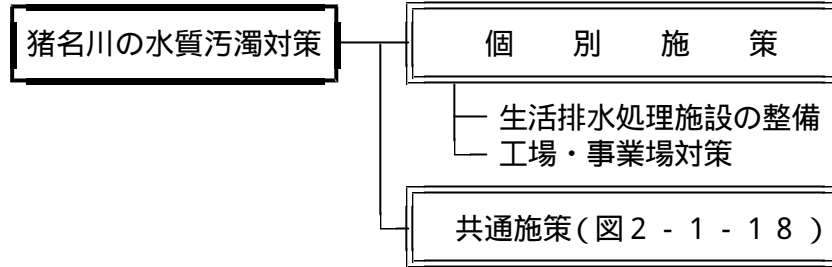 猪名川の水質汚濁対策
個別施策
生活排水処理施設の整備
工場・事業場対策
共通施策(図2-1-18)